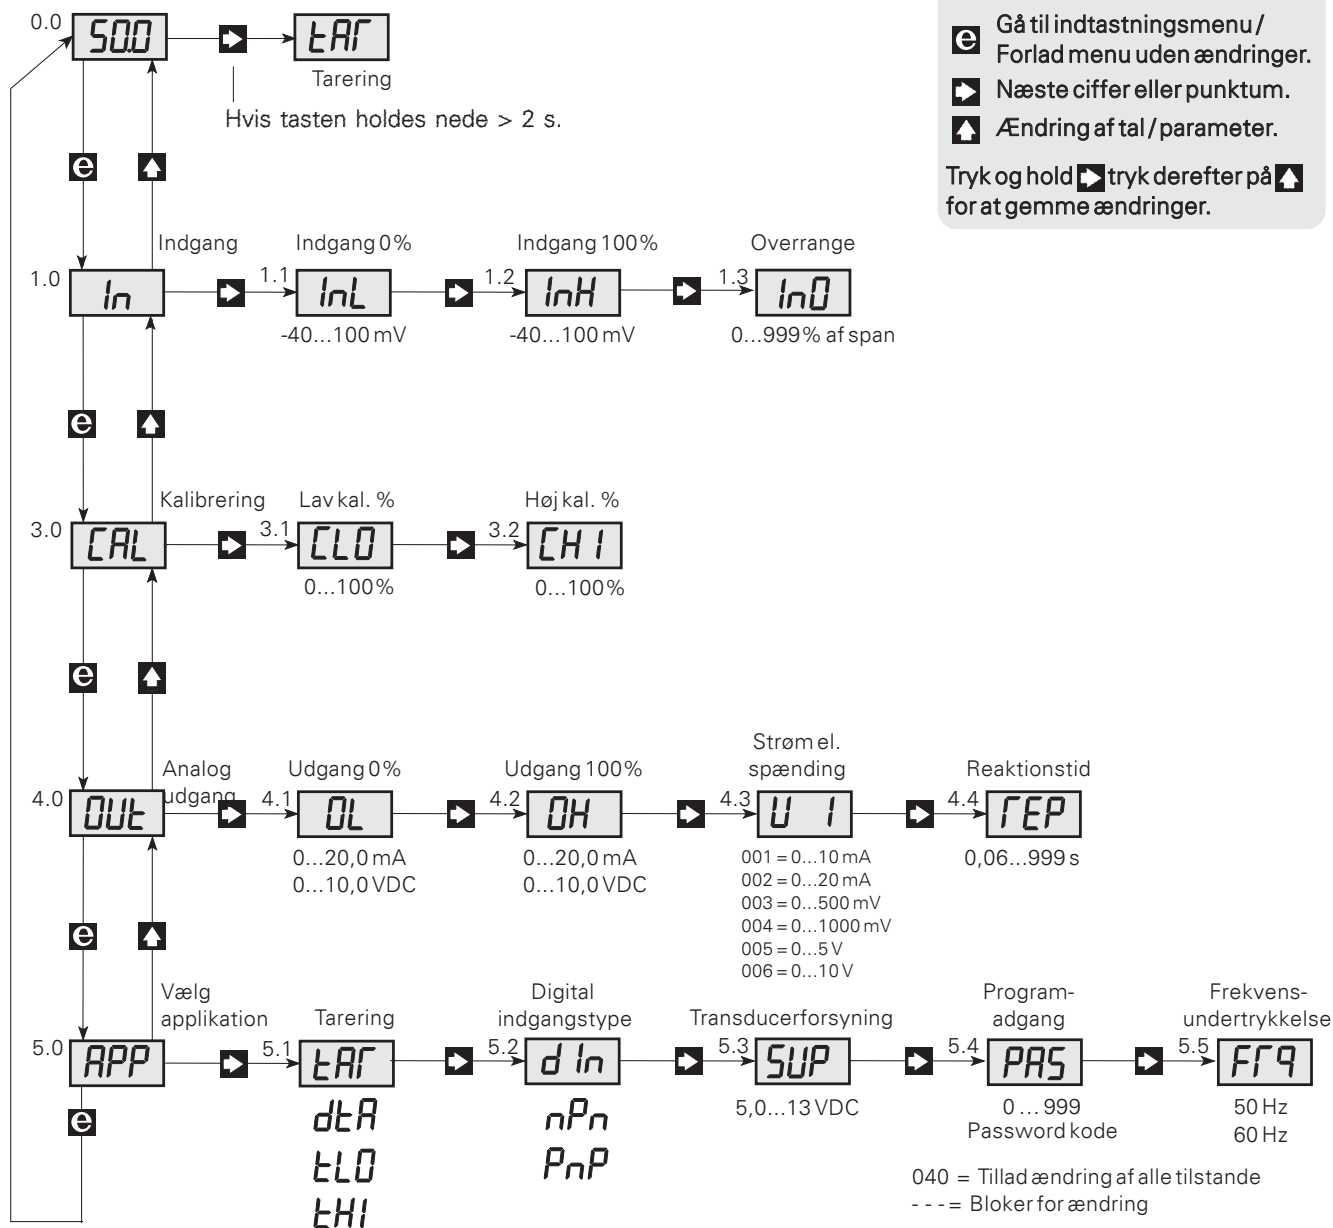 0.0
50.0
tAr
Tarering
Hvis tasten holdes nede > 2 s.
e
Gå til indtastningsmenu /
Forlad menu uden ændringer.
Næste ciffer eller punktum.
Ændring af tal / parameter.
Tryk og hold tryk derefter på
for at gemme ændringer.
e
Indgang
Indgang 0%
Indgang 100%
Overrange
1.0
In
1.1
InL
1.2
InH
1.3
InO
-40...100 mV
-40...100 mV
0...999% af span
e
Kalibrering
Lav kal. %
Høj kal. %
3.0
CAL
3.1
CLO
3.2
CHI
0...100%
0...100%
e
Analog
udgang
Udgang 0%
Udgang 100%
Strøm el.
spænding
Reaktionstid
4.0
OUt
4.1
OL
4.2
OH
4.3
U I
4.4
rEP
0...20,0 mA
0...10,0 VDC
0...20,0 mA
0...10,0 VDC
001 = 0...10 mA
002 = 0...20 mA
003 = 0...500 mV
004 = 0...1000 mV
005 = 0...5 V
006 = 0...10 V
0,06...999 s
e
Vælg
applikation
Tarering
Digital
indgangstype
Transducerforsyning
Program-
adgang
Frekvens-
undertrykkelse
5.0
APP
5.1
tAr
5.2
dIn
5.3
SUP
5.4
PAS
5.5
Frq
e
dtA
tLO
tHI
nPn
PnP
5,0...13 VDC
0 ... 999
Password kode
50 Hz
60 Hz
040 = Tillad ændring af alle tilstande
- - - = Bloker for ændring